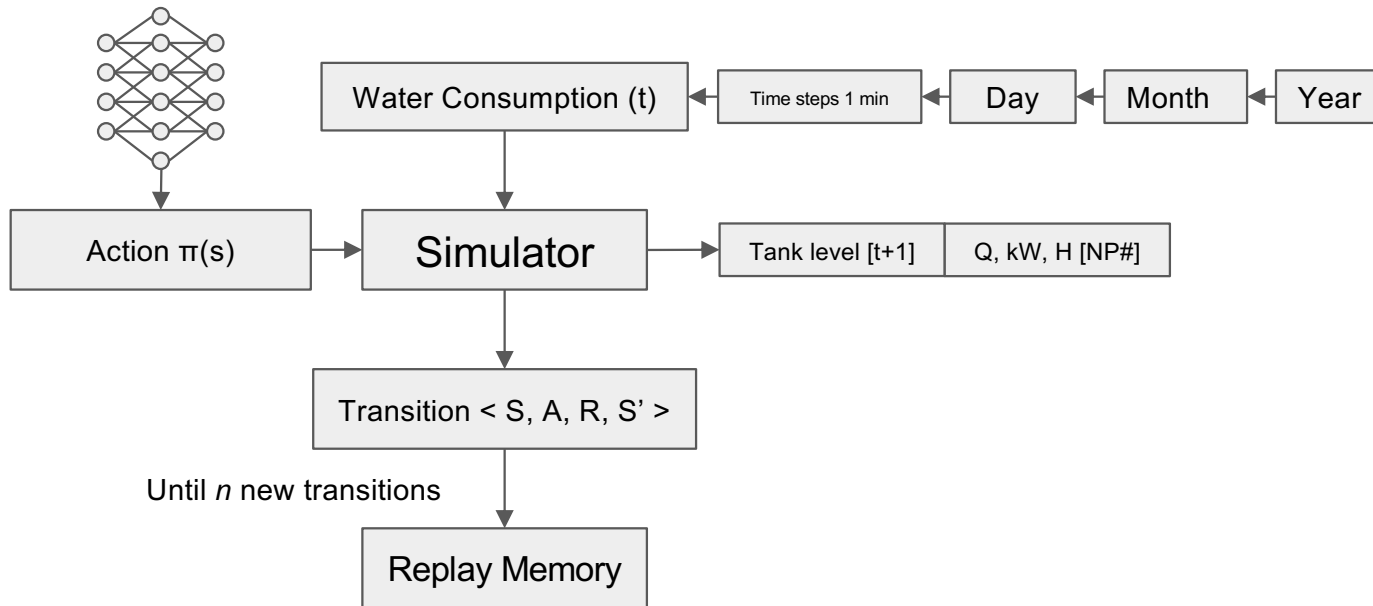 Water Consumption (t)
Time steps 1 min
Day
Month
Year
Action π(s)
Simulator
Tank level [t+1]
Q, kW, H [NP#]
Transition < S, A, R, S’ >
Until n new transitions
Replay Memory